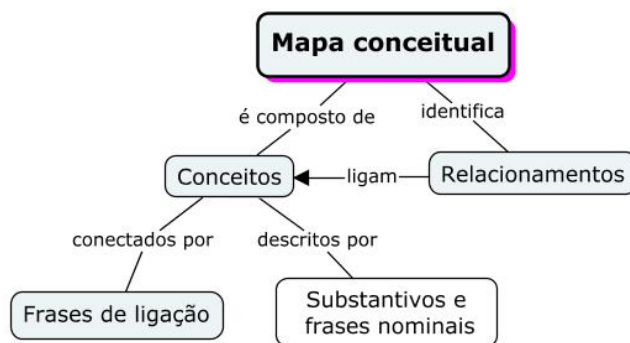 Mapa conceitual
é composto de
identifica
Conceitos
ligam
Relacionamentos
conectados por
descritos por
Frases de ligação
Substantivos e
frases nominais